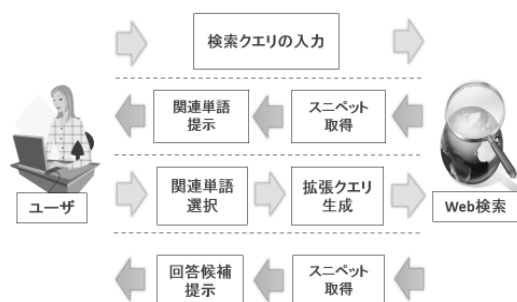 検索クエリの入力
関連単語
提示
スニペット
取得
ユーザ
関連単語
選択
拡張クエリ
生成
Web検索
回答候補
提示
スニペット
取得